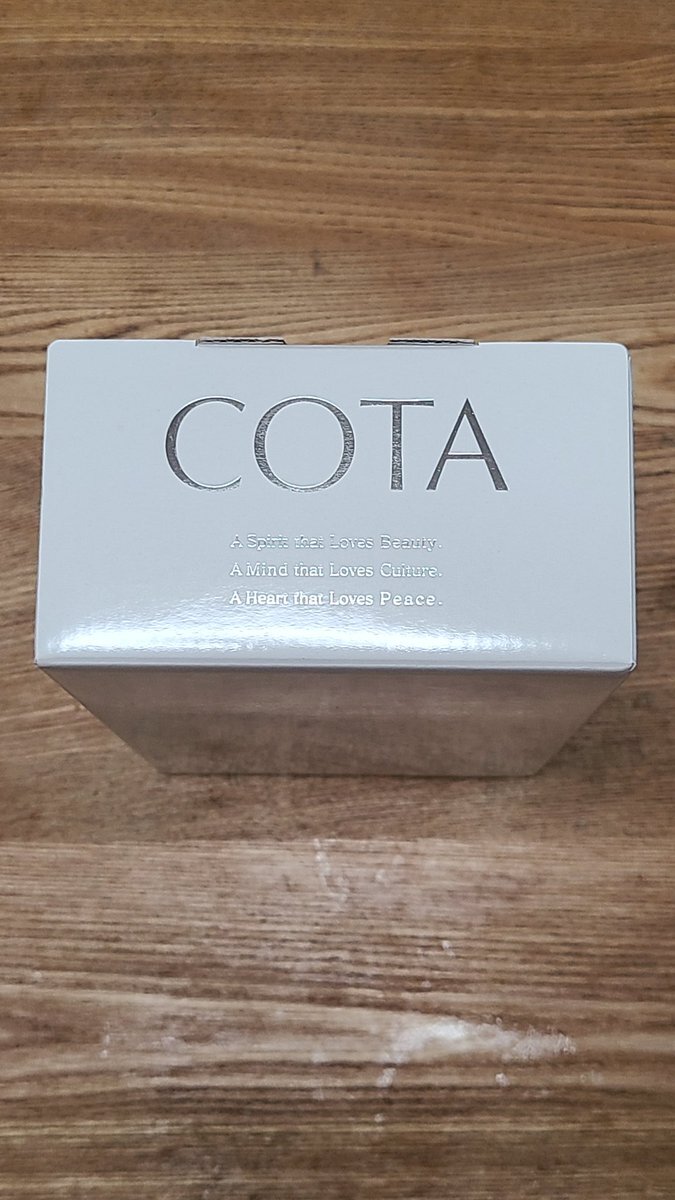 COTA
A Spirit that Loves Beauty.
A Mind that Loves Culture.
A Heart that Loves Peace.